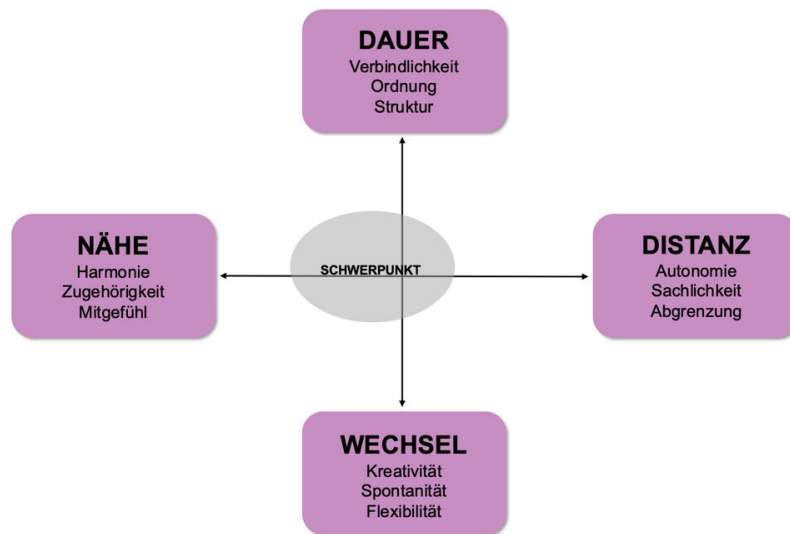 DAUER
Verbindlichkeit
Ordnung
Struktur
NÄHE
Harmonie
Zugehörigkeit
Mitgefühl
SCHWERPUNKT
DISTANZ
Autonomie
Sachlichkeit
Abgrenzung
WECHSEL
Kreativität
Spontanität
Flexibilität